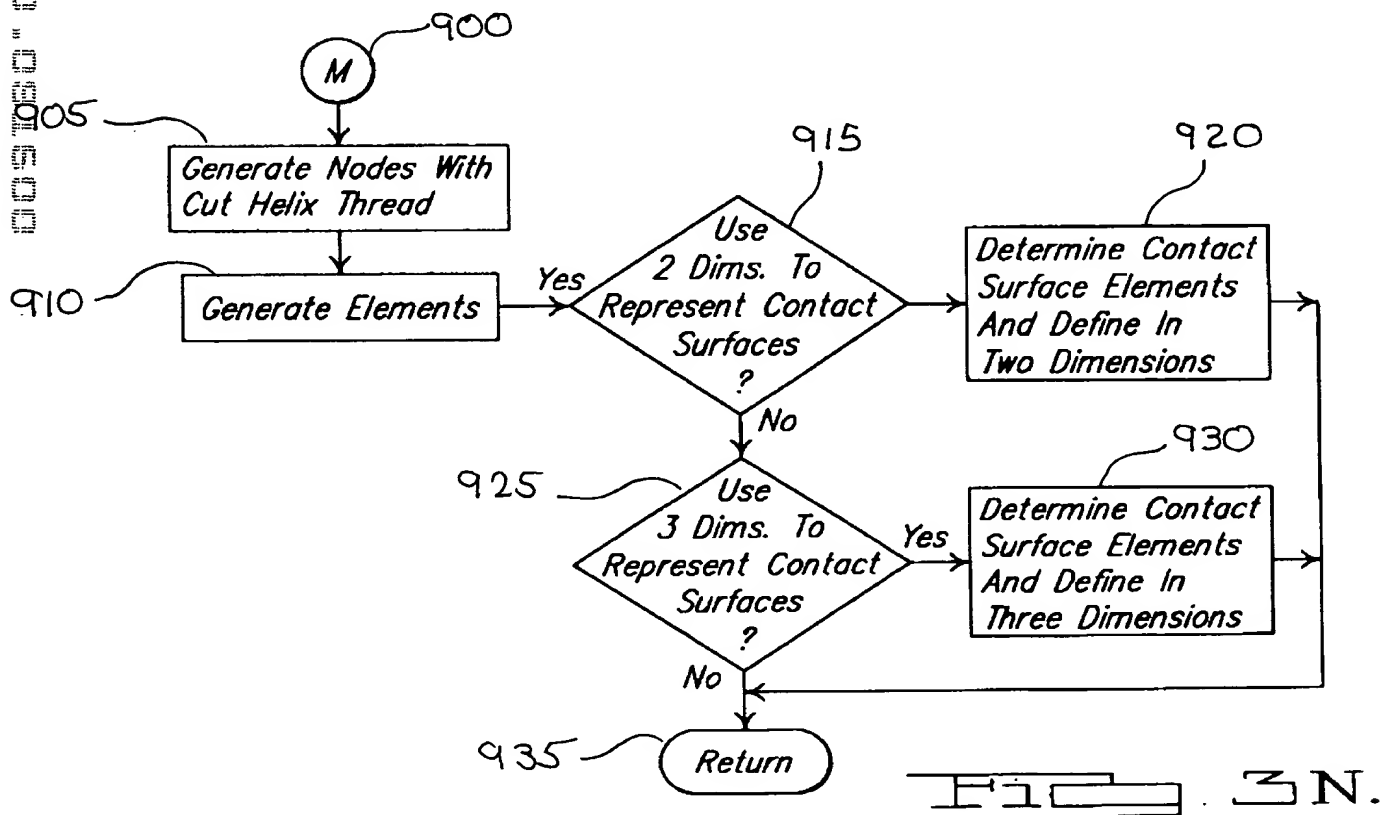 900
M
905
Generate Nodes With
Cut Helix Thread
910
Generate Elements
Yes
915
Use
2 Dims. To
Represent Contact
Surfaces
?
920
Determine Contact
Surface Elements
And Define In
Two Dimensions
No
925
Use
3 Dims. To
Represent Contact
Surfaces
?
Yes
930
Determine Contact
Surface Elements
And Define In
Three Dimensions
No
935
Return
Fig. 3N.